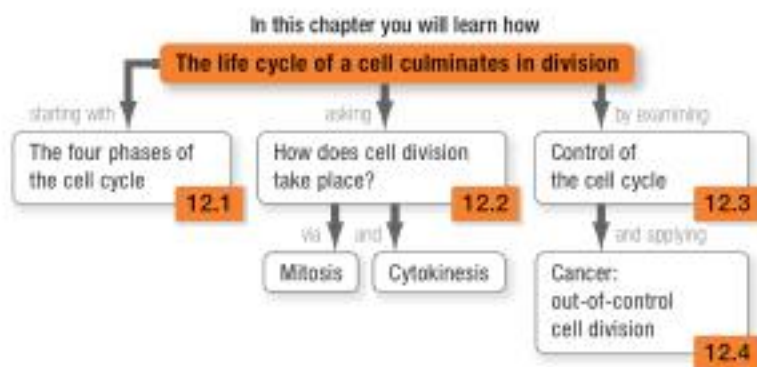 In this chapter you will learn how
The life cycle of a cell culminates in division
starting with
asking
by examining
The four phases of
the cell cycle
12.1
How does cell division
take place?
12.2
Control of
the cell cycle
12.3
via
and
and applying
Mitosis
Cytokinesis
Cancer:
out-of-control
cell division
12.4